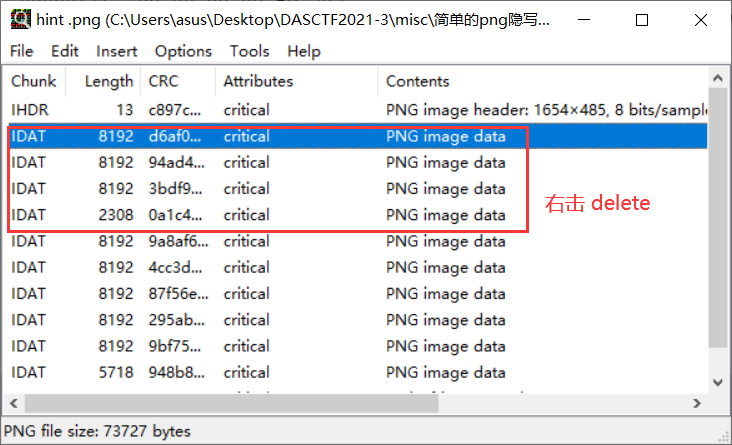 hint .png (C:\Users\asus\Desktop\DASCTF2021-3\misc\简单的png隐写...
File Edit Insert Options Tools Help
Chunk Length CRC Attributes Contents
IHDR 13 c897c... critical PNG image header: 1654×485, 8 bits/sample
IDAT 8192 d6af0... critical PNG image data
IDAT 8192 94ad4... critical PNG image data
IDAT 8192 3bdf9... critical PNG image data
IDAT 2308 0a1c4... critical PNG image data
右击 delete
IDAT 8192 9a8af6... critical PNG image data
IDAT 8192 4cc3d... critical PNG image data
IDAT 8192 87f56e... critical PNG image data
IDAT 8192 295ab... critical PNG image data
IDAT 8192 9bf75... critical PNG image data
IDAT 5718 948b8... critical PNG image data
PNG file size: 73727 bytes